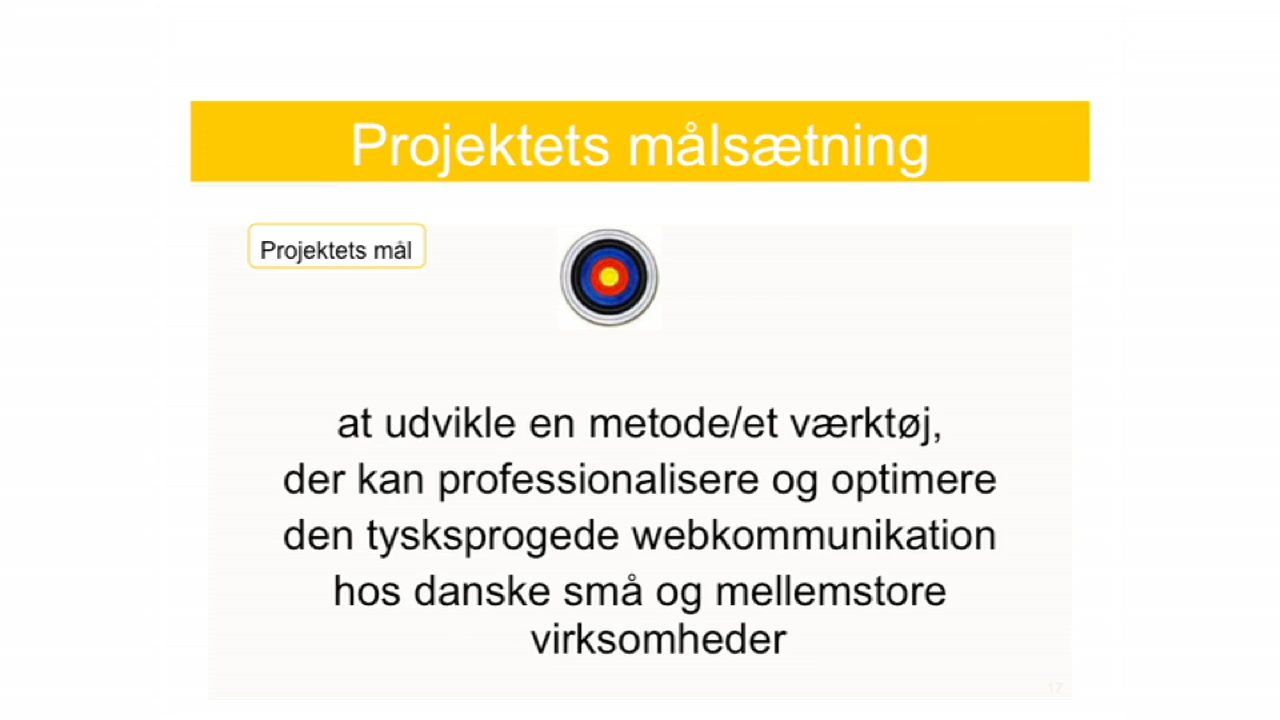 Projektets målsætning
Projektets mål
at udvikle en metode/et værktøj,
der kan professionalisere og optimere
den tysksprogede webkommunikation
hos danske små og mellemstore
virksomheder
17